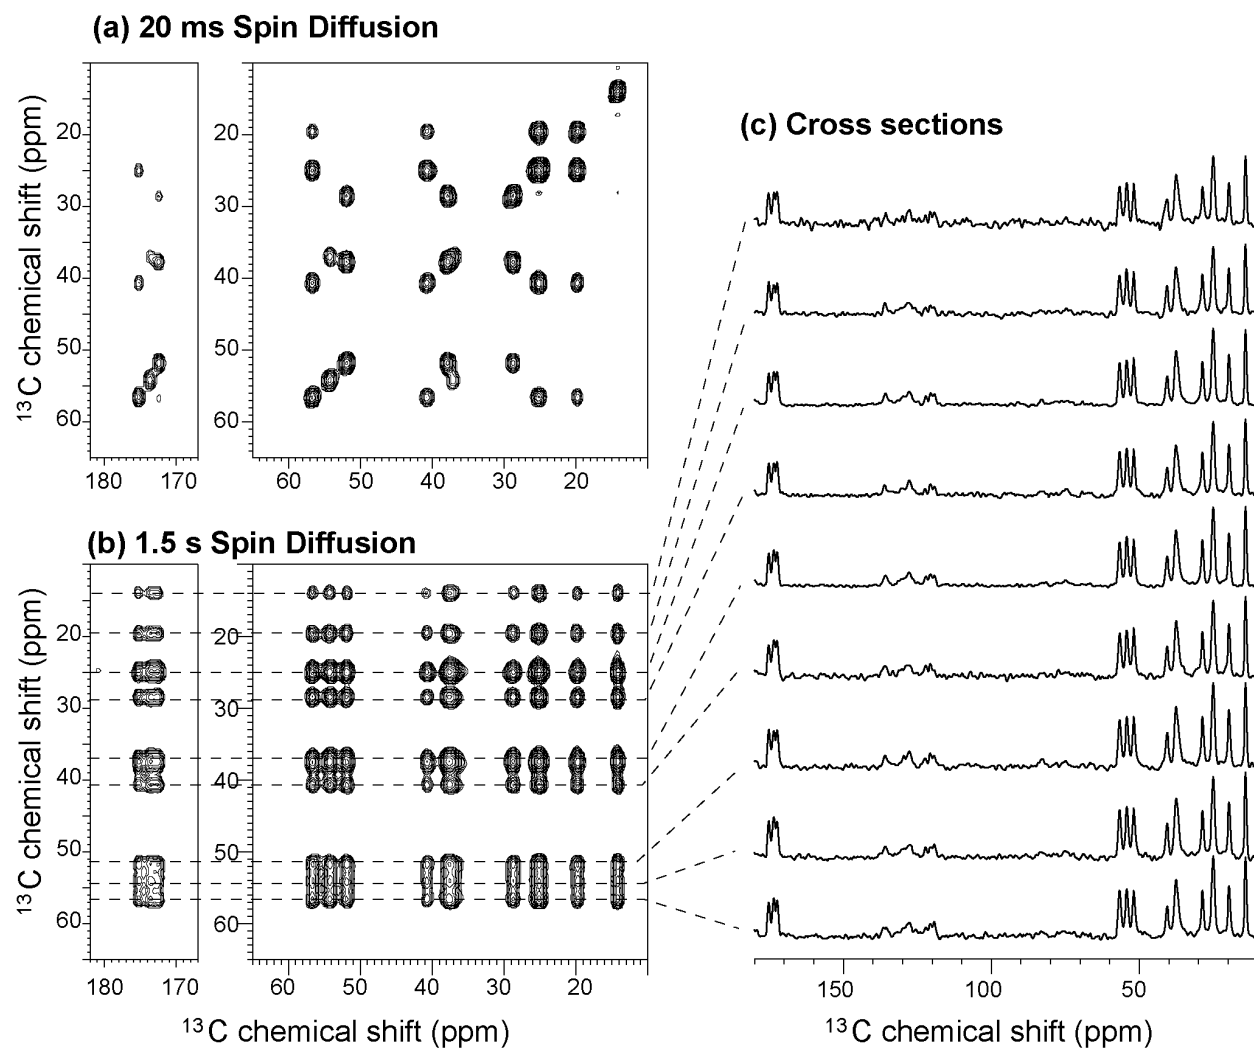 (a) 20 ms Spin Diffusion
13C chemical shift (ppm)
20
30
40
50
60
180 170
20
30
40
50
60
60 50 40 30 20
(b) 1.5 s Spin Diffusion
13C chemical shift (ppm)
20
30
40
50
60
180 170
20
30
40
50
60
60 50 40 30 20
13C chemical shift (ppm)
(c) Cross sections
150 100 50
13C chemical shift (ppm)